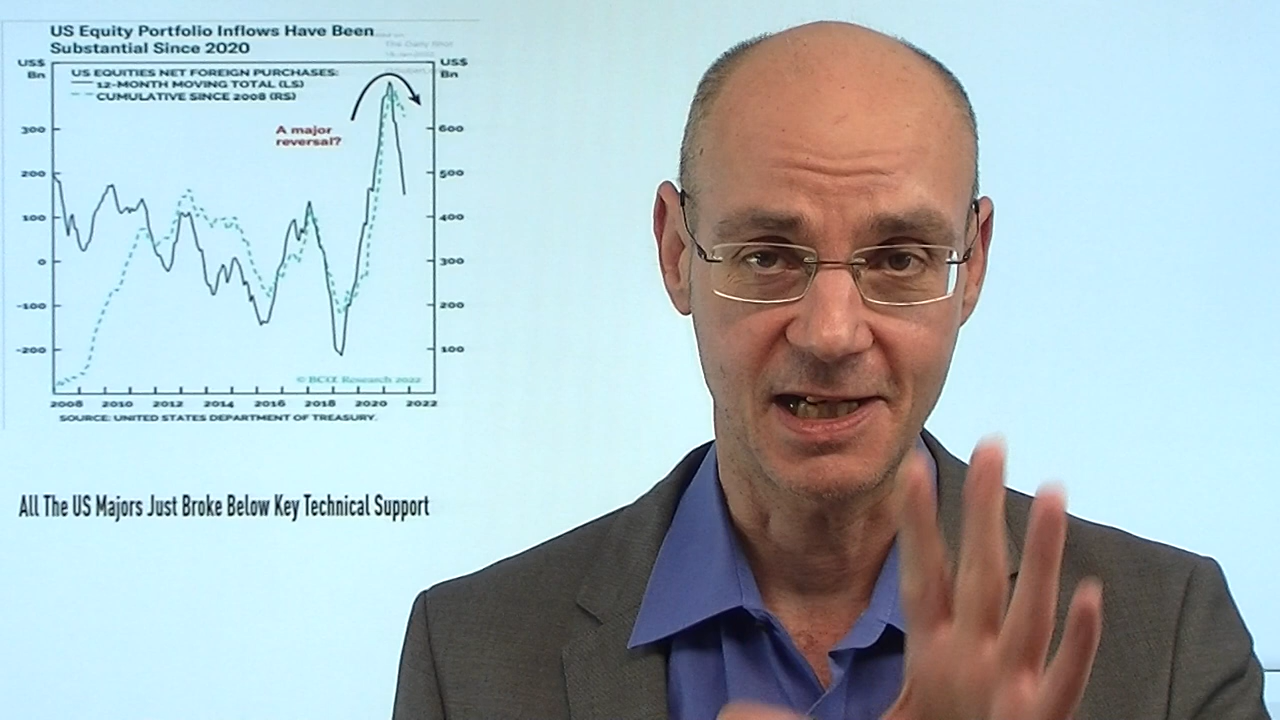 US Equity Portfolio Inflows Have Been
Substantial Since 2020
The Daily Shot
US$
Bn
US$
Bn
US EQUITIES NET FOREIGN PURCHASES:
12-MONTH MOVING TOTAL (LS)
CUMULATIVE SINCE 2008 (RS)
A major
reversal?
300
200
100
0
-100
-200
600
500
400
300
200
100
© BCA Research 2022
2008 2010 2012 2014 2016 2018 2020 2022
SOURCE: UNITED STATES DEPARTMENT OF TREASURY.
All The US Majors Just Broke Below Key Technical Support